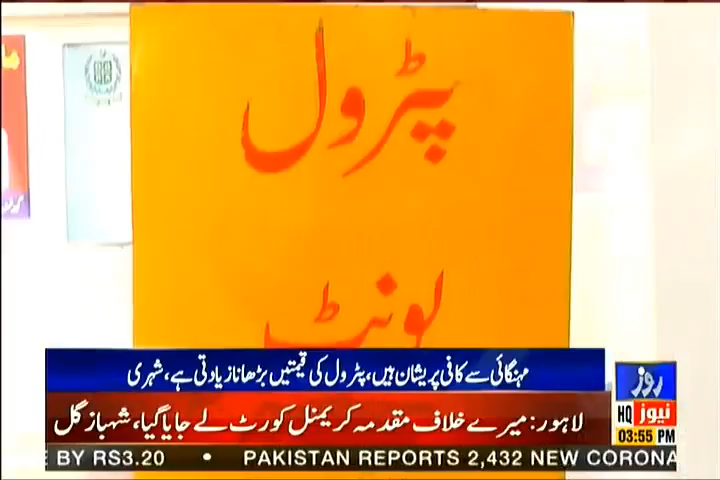 پٹرول
یونٹ
مہنگائی سے کافی پریشان ہیں، پٹرول کی قیمتیں بڑھانا زیادتی ہے، شہری
لاہور: میرے خلاف مقدمہ کریمنل کورٹ لے جایا گیا، شہباز گل
روز
HQ نیوز
03:55 PM
BY RS3.20 • PAKISTAN REPORTS 2,432 NEW CORONA